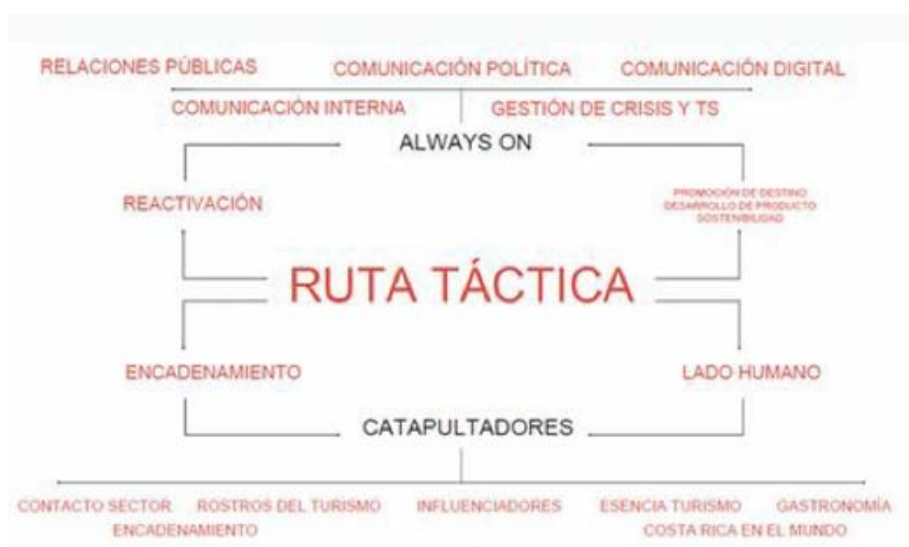 RELACIONES PÚBLICAS COMUNICACIÓN POLÍTICA COMUNICACIÓN DIGITAL
COMUNICACIÓN INTERNA GESTIÓN DE CRISIS Y TS
ALWAYS ON
REACTIVACIÓN
PROMOCIÓN DE DESTINO
DESARROLLO DE PRODUCTO
SOSTENIBILIDAD
RUTA TÁCTICA
ENCADENAMIENTO LADO HUMANO
CATAPULTADORES
CONTACTO SECTOR ROSTROS DEL TURISMO INFLUENCIADORES ESENCIA TURISMO GASTRONOMÍA
ENCADENAMIENTO COSTA RICA EN EL MUNDO